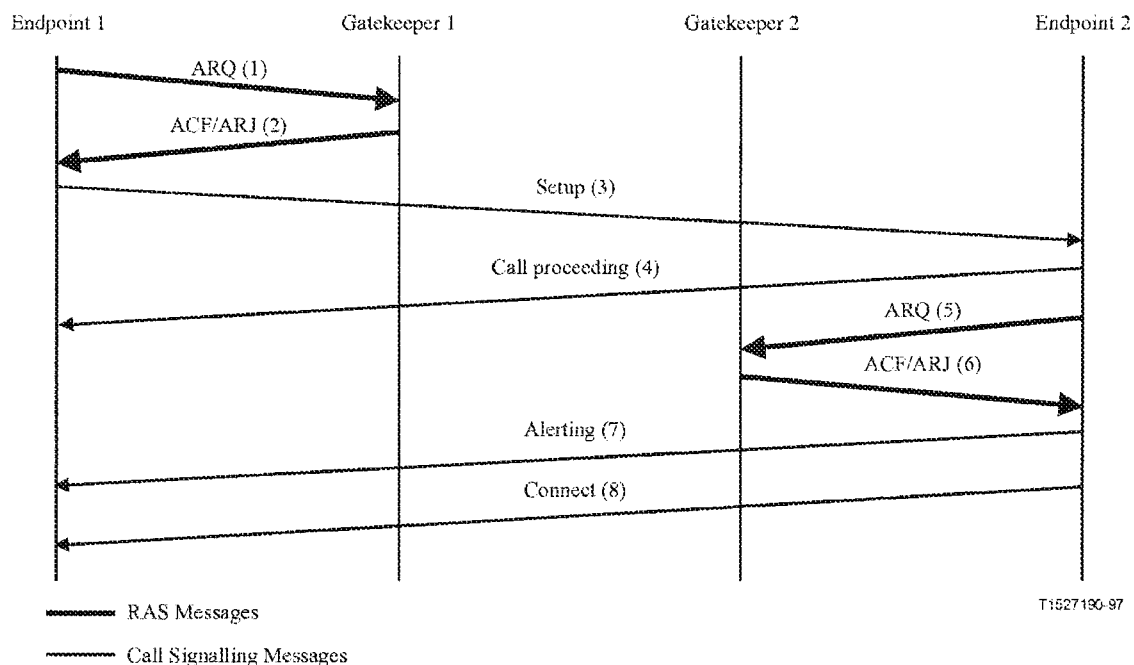 Endpoint 1
Gatekeeper 1
Gatekeeper 2
Endpoint 2
ARQ (1)
ACF/ARJ (2)
Setup (3)
Call proceeding (4)
ARQ (5)
ACF/ARJ (6)
Alerting (7)
Connect (8)
RAS Messages
T1527190-97
Call Signalling Messages